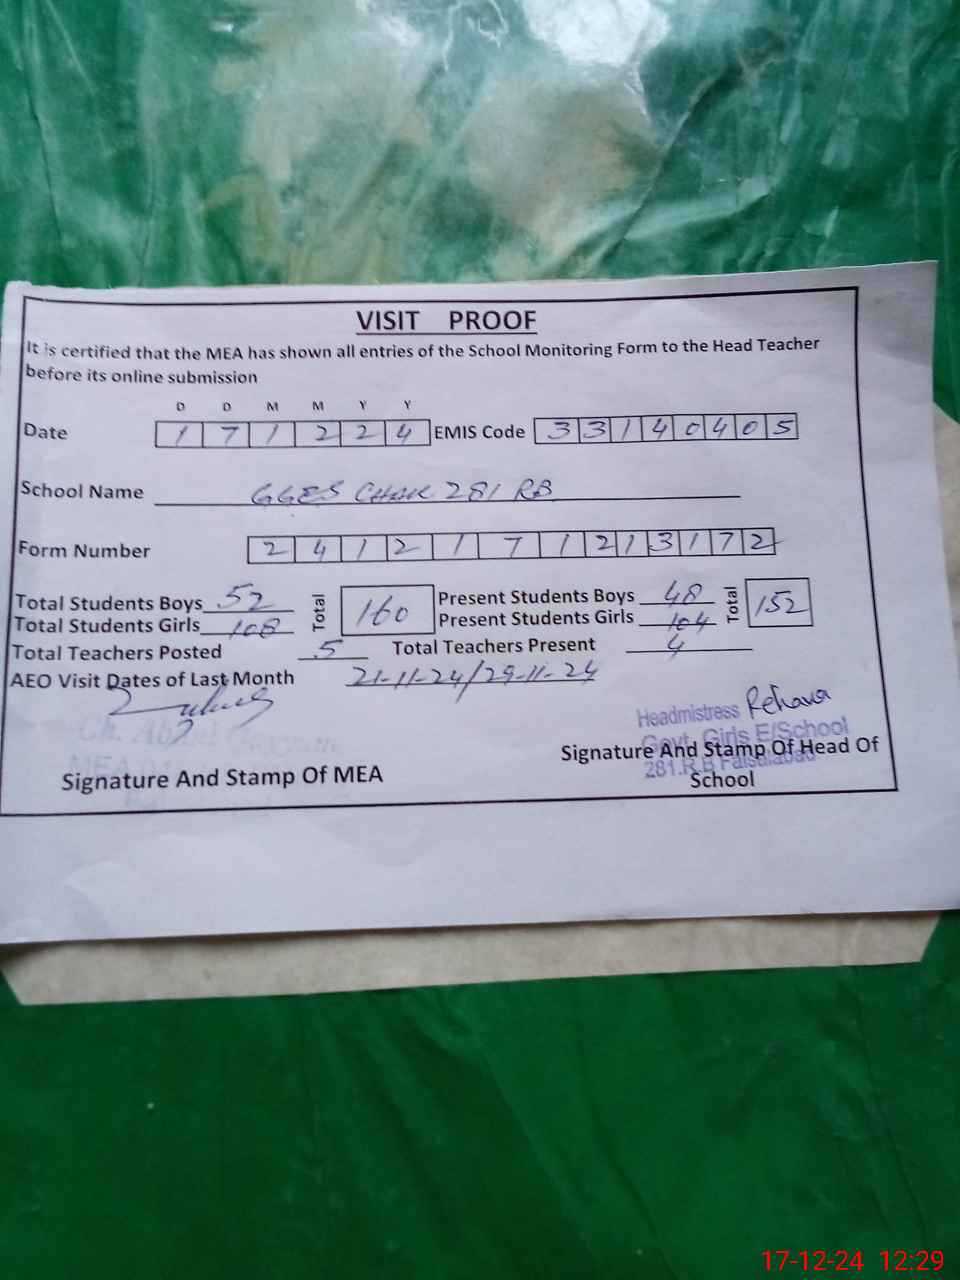 VISIT PROOF
It is certified that the MEA has shown all entries of the School Monitoring Form to the Head Teacher
before its online submission
D D M M Y Y
Date 1 7 1 2 2 4 EMIS Code 3 3 1 4 0 4 0 5
School Name GGES CHAK 281 RB
Form Number 2 4 1 2 1 7 1 2 1 3 1 7 2
Total Students Boys 52 Total 160 Present Students Boys 48 Total 152
Total Students Girls 108 Present Students Girls 104
Total Teachers Posted 5 Total Teachers Present 4
AEO Visit Dates of Last Month 21-11-24/29-11-24
Headmistress Rehana
Govt. Girls E/School
281.R.B Faisalabad
Ch. Abdul
MEA
Signature And Stamp Of MEA
Signature And Stamp Of Head Of
School
17-12-24 12:29